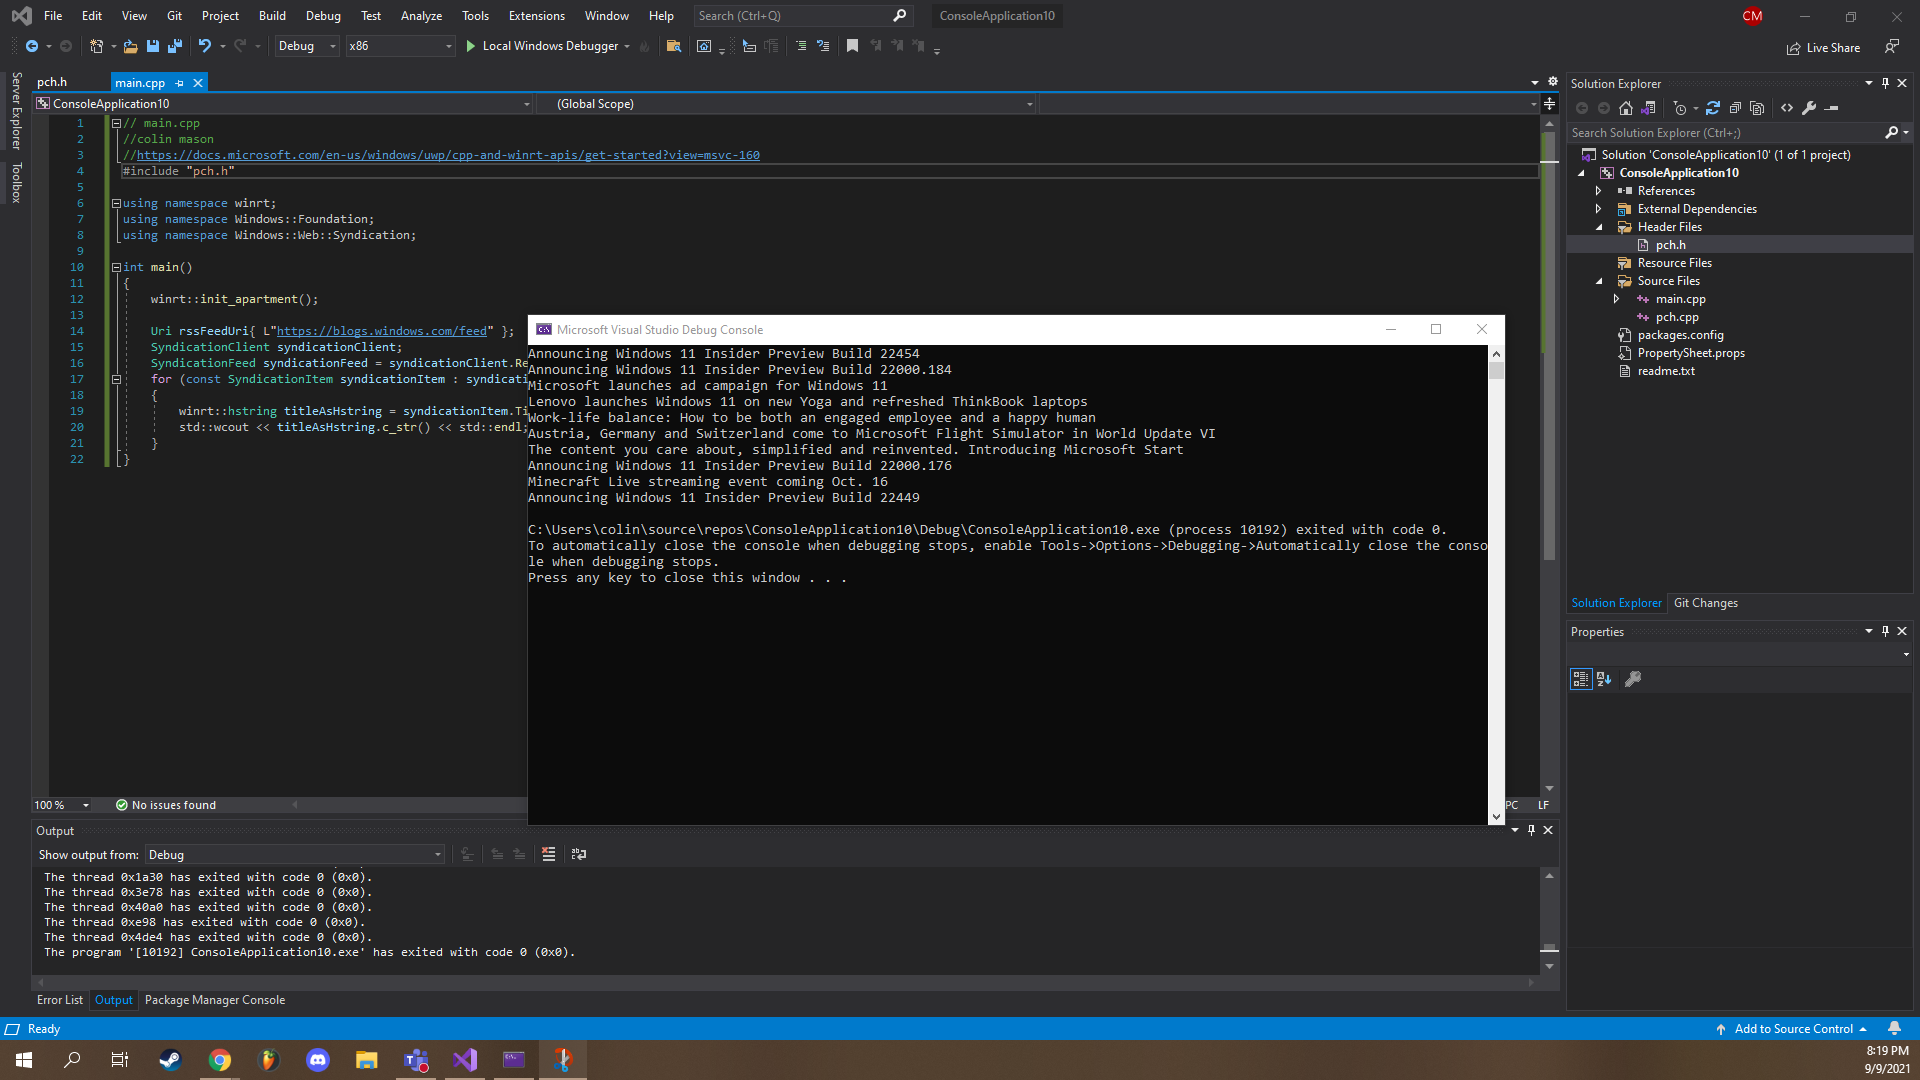 File Edit View Git Project Build Debug Test Analyze Tools Extensions Window Help Search (Ctrl+Q) ConsoleApplication10 CM
Debug x86 Local Windows Debugger Live Share
Server Explorer
Toolbox
pch.h main.cpp
ConsoleApplication10 (Global Scope)
1 // main.cpp
2 //colin mason
3 //https://docs.microsoft.com/en-us/windows/uwp/cpp-and-winrt-apis/get-started?view=msvc-160
4 #include "pch.h"
5
6 using namespace winrt;
7 using namespace Windows::Foundation;
8 using namespace Windows::Web::Syndication;
9
10 int main()
11 {
12 winrt::init_apartment();
13
14 Uri rssFeedUri{ L"https://blogs.windows.com/feed" };
15 SyndicationClient syndicationClient;
16 SyndicationFeed syndicationFeed = syndicationClient.Re
17 for (const SyndicationItem syndicationItem : syndicati
18 {
19 winrt::hstring titleAsHstring = syndicationItem.Ti
20 std::wcout << titleAsHstring.c_str() << std::endl;
21 }
22 }
Microsoft Visual Studio Debug Console
Announcing Windows 11 Insider Preview Build 22454
Announcing Windows 11 Insider Preview Build 22000.184
Microsoft launches ad campaign for Windows 11
Lenovo launches Windows 11 on new Yoga and refreshed ThinkBook laptops
Work-life balance: How to be both an engaged employee and a happy human
Austria, Germany and Switzerland come to Microsoft Flight Simulator in World Update VI
The content you care about, simplified and reinvented. Introducing Microsoft Start
Announcing Windows 11 Insider Preview Build 22000.176
Minecraft Live streaming event coming Oct. 16
Announcing Windows 11 Insider Preview Build 22449
C:\Users\colin\source\repos\ConsoleApplication10\Debug\ConsoleApplication10.exe (process 10192) exited with code 0.
To automatically close the console when debugging stops, enable Tools->Options->Debugging->Automatically close the conso
le when debugging stops.
Press any key to close this window . . .
100 % No issues found PC LF
Output
Show output from: Debug
The thread 0x1a30 has exited with code 0 (0x0).
The thread 0x3e78 has exited with code 0 (0x0).
The thread 0x40a0 has exited with code 0 (0x0).
The thread 0xe98 has exited with code 0 (0x0).
The thread 0x4de4 has exited with code 0 (0x0).
The program '[10192] ConsoleApplication10.exe' has exited with code 0 (0x0).
Error List Output Package Manager Console
Solution Explorer
Search Solution Explorer (Ctrl+;)
Solution 'ConsoleApplication10' (1 of 1 project)
ConsoleApplication10
References
External Dependencies
Header Files
pch.h
Resource Files
Source Files
main.cpp
pch.cpp
packages.config
PropertySheet.props
readme.txt
Solution Explorer Git Changes
Properties
Ready Add to Source Control
8:19 PM
9/9/2021